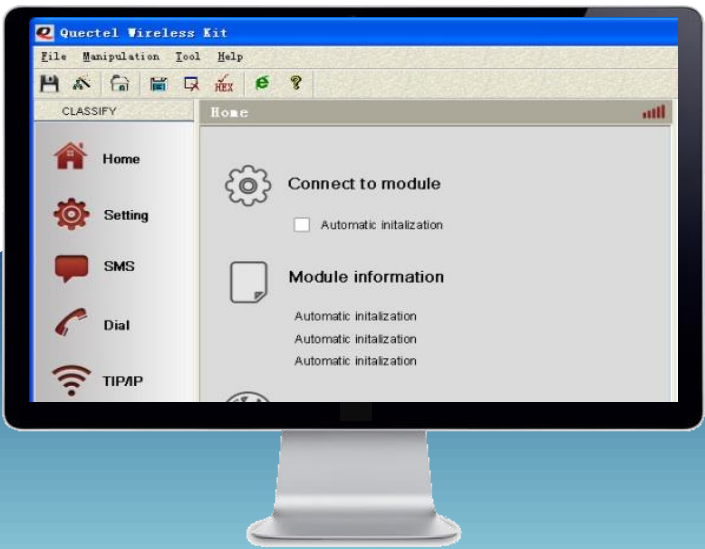 Quectel Wireless Kit
File Manipulation Tool Help
HEX
CLASSIFY
Home
Home
Setting
SMS
Dial
TIP/IP
Connect to module
Automatic initalization
Module information
Automatic initalization
Automatic initalization
Automatic initalization